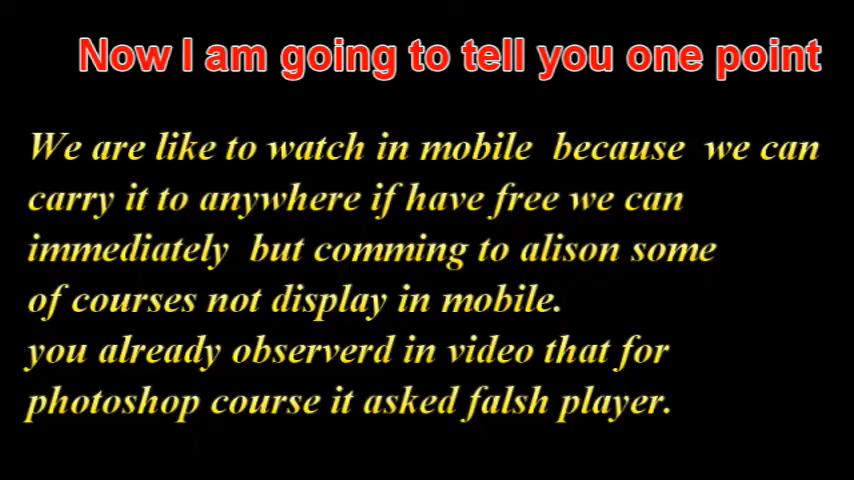 Now I am going to tell you one point
We are like to watch in mobile because we can
carry it to anywhere if have free we can
immediately but comming to alison some
of courses not display in mobile.
you already observerd in video that for
photoshop course it asked falsh player.